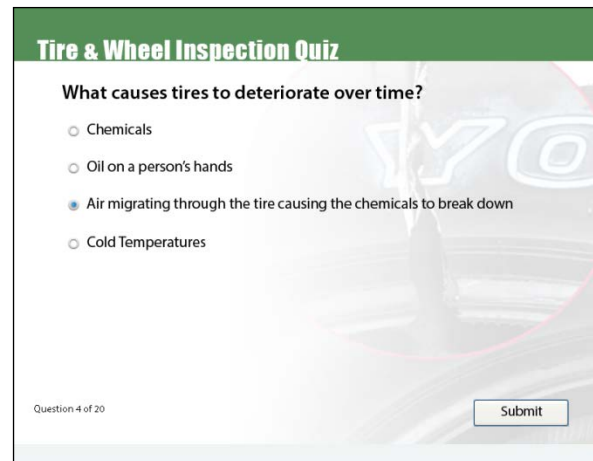 Tire & Wheel Inspection Quiz
What causes tires to deteriorate over time?
Chemicals
Oil on a person's hands
Air migrating through the tire causing the chemicals to break down
Cold Temperatures
YO
Question 4 of 20
Submit